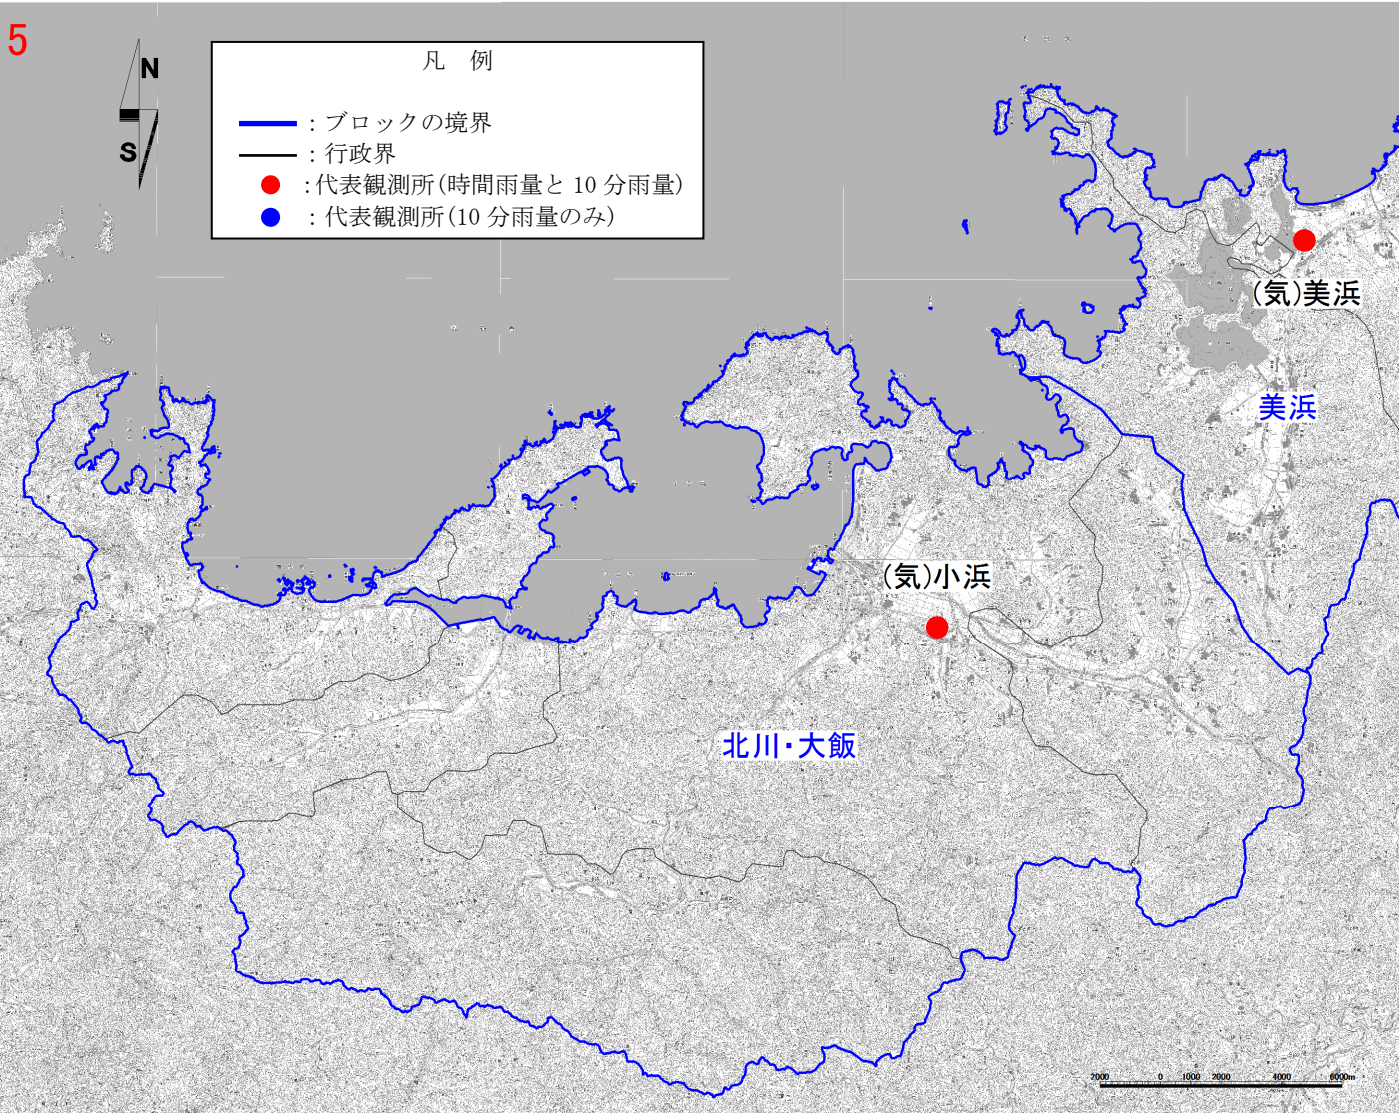 5
N
S
凡 例
: ブロックの境界
: 行政界
: 代表観測所(時間雨量と 10 分雨量)
: 代表観測所(10 分雨量のみ)
(気)美浜
美浜
(気)小浜
北川・大飯
2000 0 1000 2000 4000 6000m